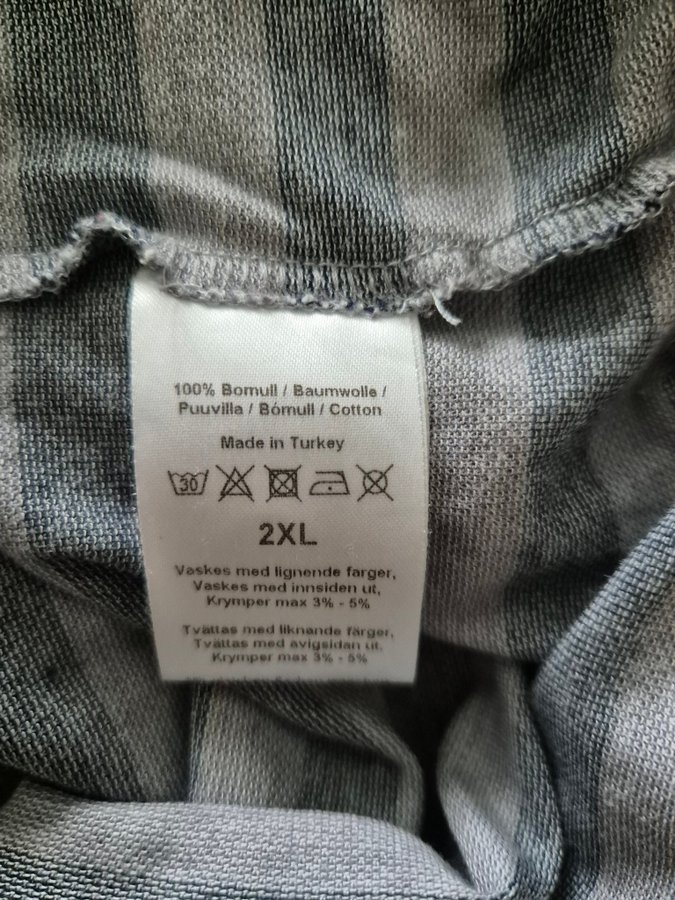 100% Bomull / Baumwolle /
Puuvilla / Bómull / Cotton
Made in Turkey
30
2XL
Vaskes med lignende farger,
Vaskes med innsiden ut,
Krymper max 3% - 5%
Tvättas med liknande färger,
Tvättas med avigsidan ut,
Krymper max 3% - 5%